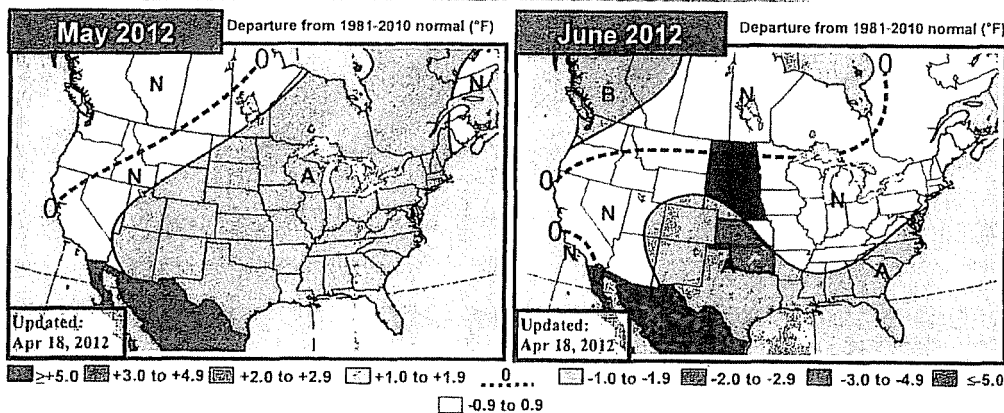 May 2012
Departure from 1981-2010 normal (°F)
0
N
N
N
A
0
Updated:
Apr 18, 2012
June 2012
Departure from 1981-2010 normal (°F)
0
B
N
0
N
N
0
N
A
A
Updated:
Apr 18, 2012
≥+5.0 +3.0 to +4.9 +2.0 to +2.9 +1.0 to +1.9 0 -1.0 to -1.9 -2.0 to -2.9 -3.0 to -4.9 ≤-5.0
-0.9 to 0.9